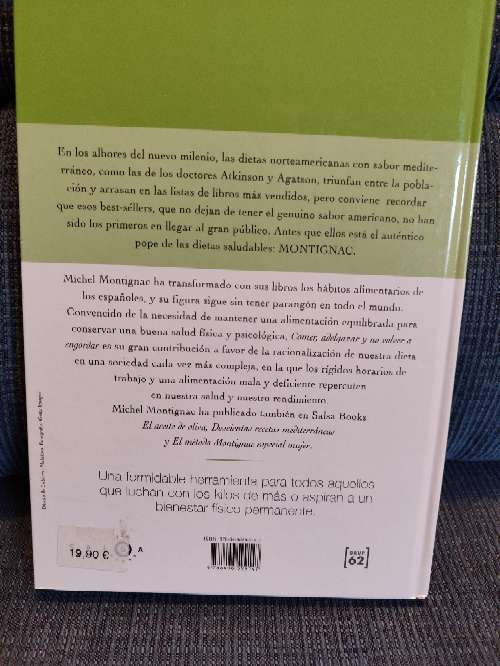 En los albores del nuevo milenio, las dietas norteamericanas con sabor medite-
rráneo, como las de los doctores Atkinson y Agatson, triunfan entre la pobla-
ción y arrasan en las listas de libros más vendidos, pero conviene recordar
que esos best-séllers, que no dejan de tener el genuino sabor americano, no han
sido los primeros en llegar al gran público. Antes que ellos está el auténtico
pope de las dietas saludables: MONTIGNAC.
Michel Montignac ha transformado con sus libros los hábitos alimentarios de
los españoles, y su figura sigue sin tener parangón en todo el mundo.
Convencido de la necesidad de mantener una alimentación equilibrada para
conservar una buena salud física y psicológica, Comer, adelgazar y no volver a
engordar es su gran contribución a favor de la racionalización de nuestra dieta
en una sociedad cada vez más compleja, en la que los rígidos horarios de
trabajo y una alimentación mala y deficiente repercuten
en nuestra salud y nuestro rendimiento.
Michel Montignac ha publicado también en Salsa Books
El aceite de oliva, Doscientas recetas mediterráneas
y El método Montignac especial mujer.
Una formidable herramienta para todos aquellos
que luchan con los kilos de más o aspiran a un
bienestar físico permanente.
19,90 €
A
ISBN
GRUP
62